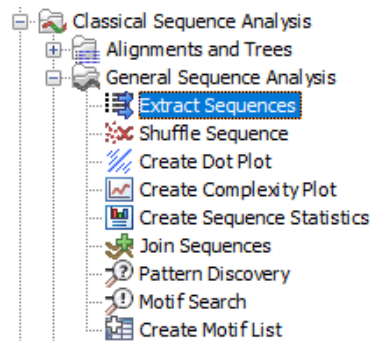 Classical Sequence Analysis
Alignments and Trees
General Sequence Analysis
Extract Sequences
Shuffle Sequence
Create Dot Plot
Create Complexity Plot
Create Sequence Statistics
Join Sequences
Pattern Discovery
Motif Search
Create Motif List